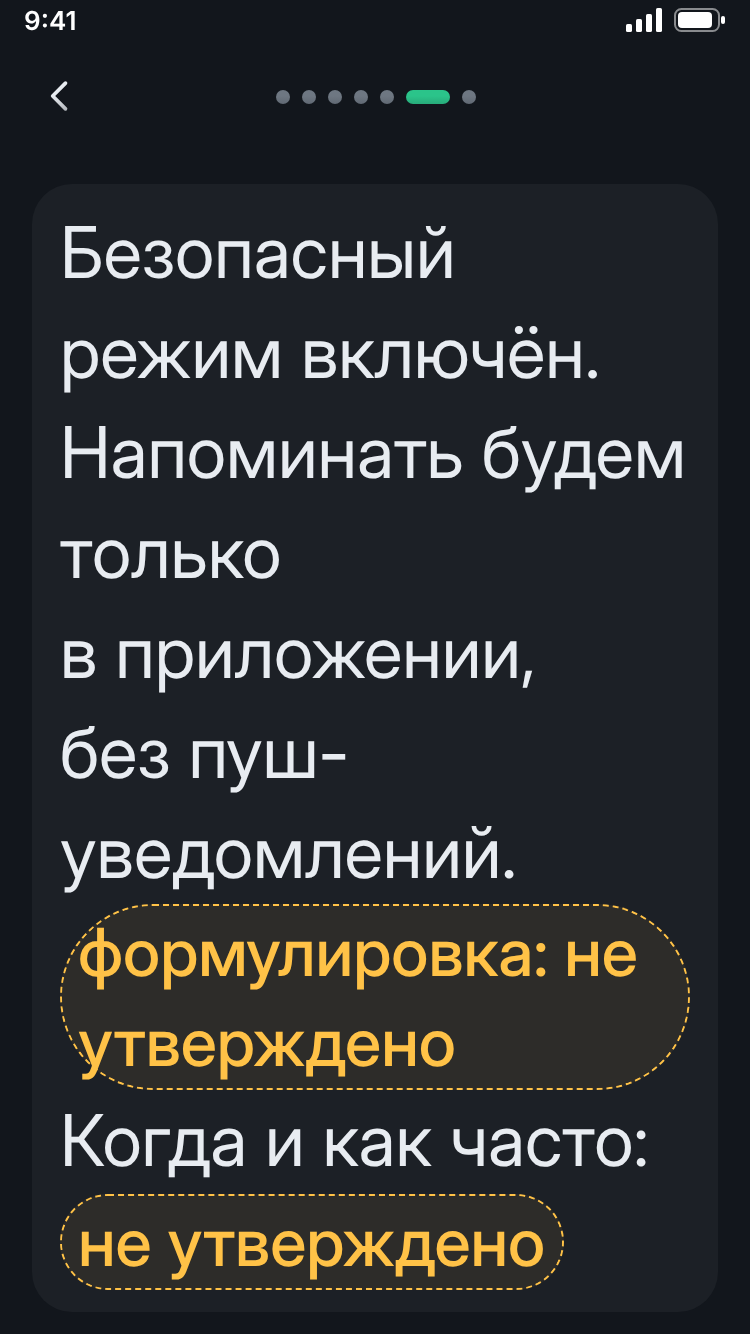 9:41
Безопасный
режим включён.
Напоминать будем
только
в приложении,
без пуш-
уведомлений.
формулировка: не
утверждено
Когда и как часто:
не утверждено